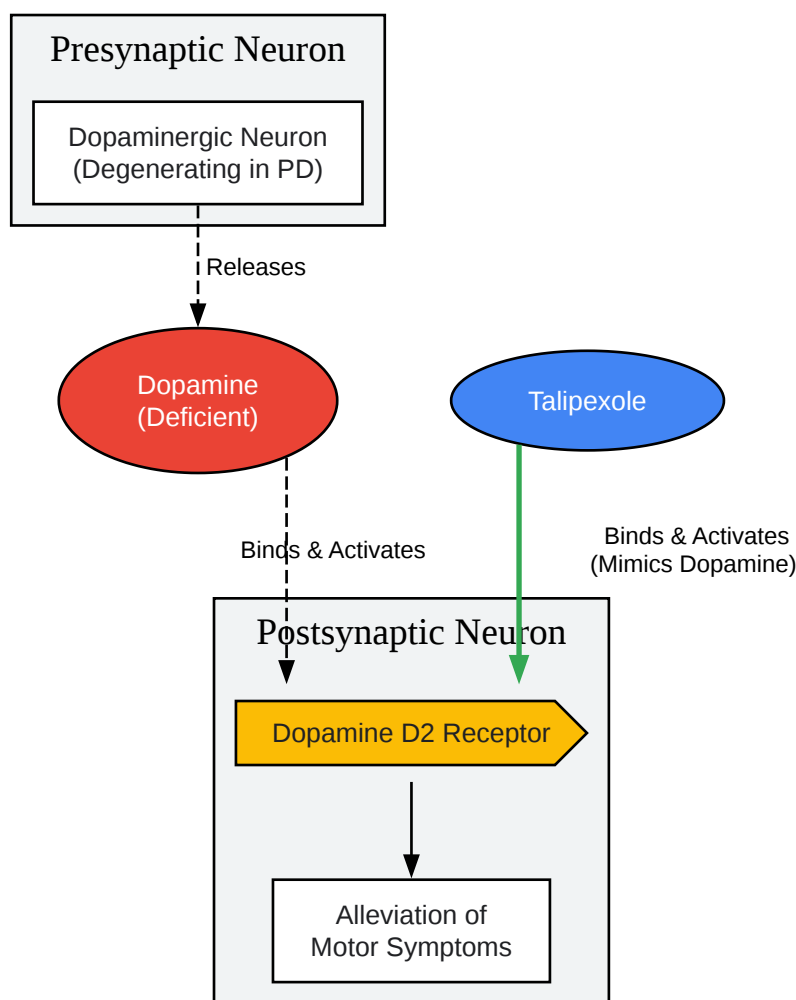 Presynaptic Neuron
Dopaminergic Neuron
(Degenerating in PD)
Releases
Dopamine
(Deficient)
Talipexole
Binds & Activates
Binds & Activates
(Mimics Dopamine)
Postsynaptic Neuron
Dopamine D2 Receptor
Alleviation of
Motor Symptoms